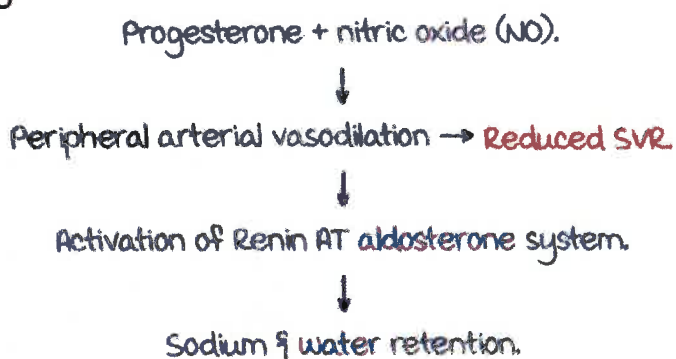 Progesterone + nitric oxide (NO).
Peripheral arterial vasodilation → Reduced SVR
Activation of Renin AT aldosterone system.
Sodium & water retention.